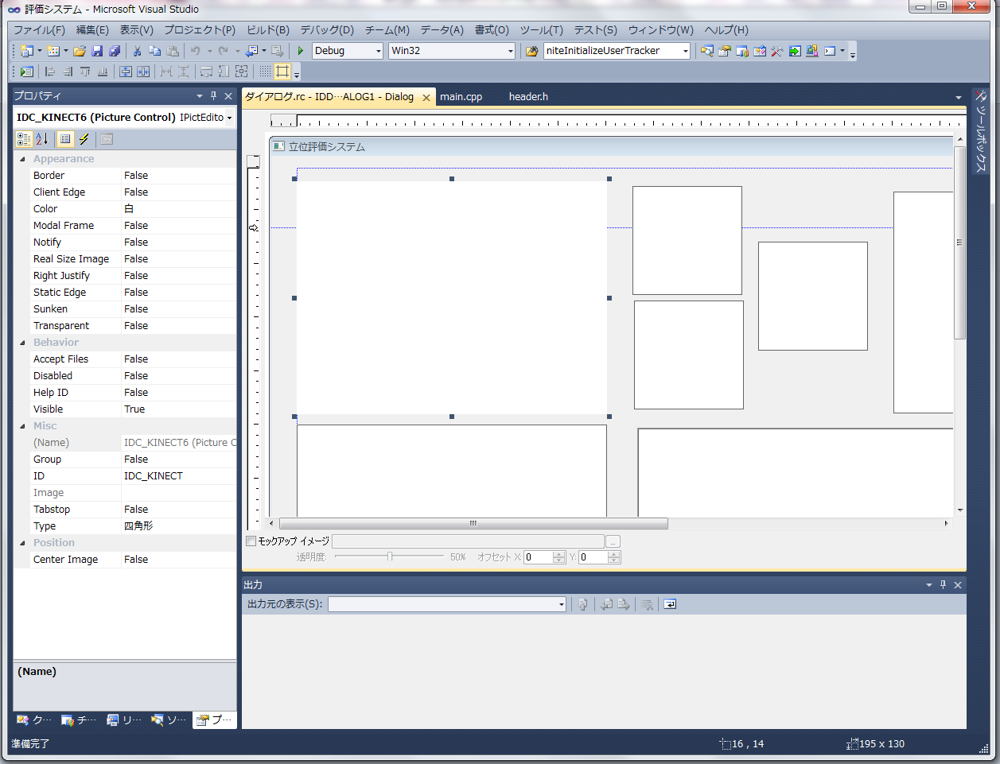 評価システム - Microsoft Visual Studio
ファイル(F) 編集(E) 表示(V) プロジェクト(P) ビルド(B) デバッグ(D) チーム(M) データ(A) 書式(O) ツール(T) テスト(S) ウィンドウ(W) ヘルプ(H)
Debug Win32 niteInitializeUserTracker
プロパティ
IDC_KINECT6 (Picture Control) IPictEdito
Appearance
Border False
Client Edge False
Color 白
Modal Frame False
Notify False
Real Size Image False
Right Justify False
Static Edge False
Sunken False
Transparent False
Behavior
Accept Files False
Disabled False
Help ID False
Visible True
Misc
(Name) IDC_KINECT6 (Picture C
Group False
ID IDC_KINECT
Image
Tabstop False
Type 四角形
Position
Center Image False
(Name)
ク… チ… リ… ソ… プ…
ダイアログ.rc - IDD…ALOG1 - Dialog main.cpp header.h
立位評価システム
モックアップ イメージ ...
透明度: 50% オフセット X: 0 Y: 0
出力
出力元の表示(S):
ツールボックス
準備完了 16 , 14 195 x 130